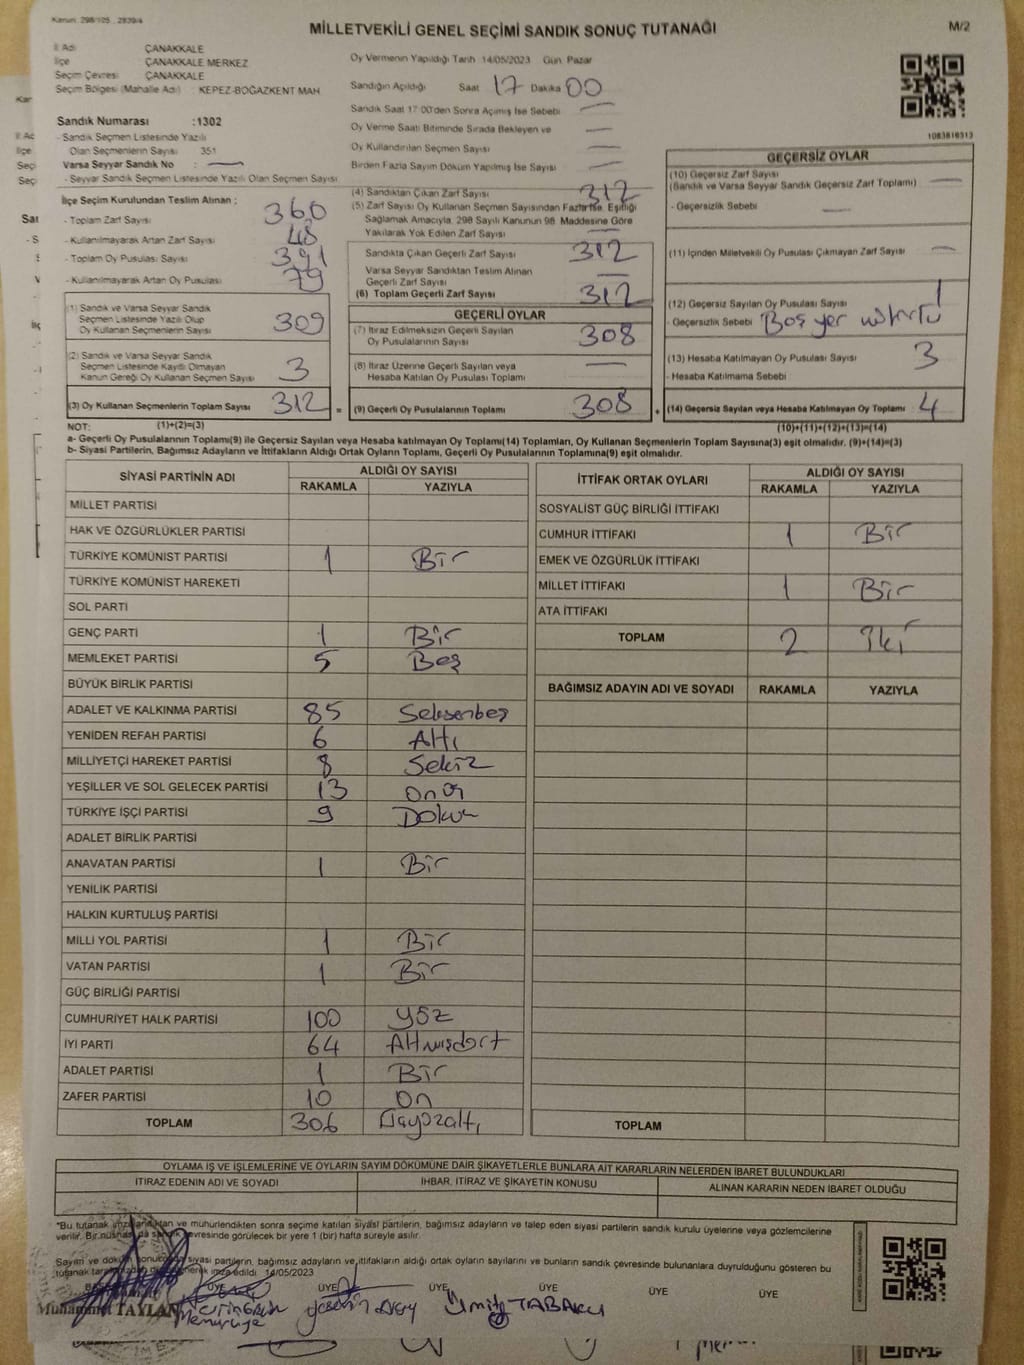 Kanun: 298/105 , 2839/4
MİLLETVEKİLİ GENEL SEÇİMİ SANDIK SONUÇ TUTANAĞI
M/2
İl Adı : ÇANAKKALE
İlçe : ÇANAKKALE MERKEZ
Seçim Çevresi : ÇANAKKALE
Seçim Bölgesi (Mahalle Adı) : KEPEZ-BOĞAZKENT MAH
Sandık Numarası :1302
- Sandık Seçmen Listesinde Yazılı
Olan Seçmenlerin Sayısı 351
Varsa Seyyar Sandık No : —
- Seyyar Sandık Seçmen Listesinde Yazılı Olan Seçmen Sayısı
İlçe Seçim Kurulundan Teslim Alınan ;
- Toplam Zarf Sayısı 360
- Kullanılmayarak Artan Zarf Sayısı 48
- Toplam Oy Pusulası Sayısı 391
- Kullanılmayarak Artan Oy Pusulası 79
(1) Sandık ve Varsa Seyyar Sandık
Seçmen Listesinde Yazılı Olup
Oy Kullanan Seçmenlerin Sayısı 309
(2) Sandık ve Varsa Seyyar Sandık
Seçmen Listesinde Kayıtlı Olmayan
Kanun Gereği Oy Kullanan Seçmen Sayısı 3
(3) Oy Kullanan Seçmenlerin Toplam Sayısı 312 =
(1)+(2)=(3)
Oy Vermenin Yapıldığı Tarih 14/05/2023 Gün Pazar
Sandığın Açıldığı Saat 17 Dakika 00
Sandık Saat 17:00'den Sonra Açılmış İse Sebebi —
Oy Verme Saati Bitiminde Sırada Bekleyen ve —
Oy Kullandırılan Seçmen Sayısı —
Birden Fazla Sayım Döküm Yapılmış İse Sayısı —
(4) Sandıktan Çıkan Zarf Sayısı 312
(5) Zarf Sayısı Oy Kullanan Seçmen Sayısından Fazla İse, Eşitliği
Sağlamak Amacıyla, 298 Sayılı Kanunun 98. Maddesine Göre
Yakılarak Yok Edilen Zarf Sayısı —
Sandıkta Çıkan Geçerli Zarf Sayısı 312
Varsa Seyyar Sandıktan Teslim Alınan
Geçerli Zarf Sayısı —
(6) Toplam Geçerli Zarf Sayısı 312
GEÇERLİ OYLAR
(7) İtiraz Edilmeksizin Geçerli Sayılan
Oy Pusulalarının Sayısı 308
(8) İtiraz Üzerine Geçerli Sayılan veya
Hesaba Katılan Oy Pusulası Toplamı —
(9) Geçerli Oy Pusulalarının Toplamı 308 +
1083816313
GEÇERSİZ OYLAR
(10) Geçersiz Zarf Sayısı
(Sandık ve Varsa Seyyar Sandık Geçersiz Zarf Toplamı) —
- Geçersizlik Sebebi —
(11) İçinden Milletvekili Oy Pusulası Çıkmayan Zarf Sayısı —
(12) Geçersiz Sayılan Oy Pusulası Sayısı 1
- Geçersizlik Sebebi Boş yer
(13) Hesaba Katılmayan Oy Pusulası Sayısı 3
- Hesaba Katılmama Sebebi
(14) Geçersiz Sayılan veya Hesaba Katılmayan Oy Toplamı 4
(10)+(11)+(12)+(13)=(14)
NOT:
a- Geçerli Oy Pusulalarının Toplamı(9) ile Geçersiz Sayılan veya Hesaba katılmayan Oy Toplamı(14) Toplamları, Oy Kullanan Seçmenlerin Toplam Sayısına(3) eşit olmalıdır. (9)+(14)=(3)
b- Siyasi Partilerin, Bağımsız Adayların ve İttifakların Aldığı Ortak Oyların Toplamı, Geçerli Oy Pusulalarının Toplamına(9) eşit olmalıdır.
SİYASİ PARTİNİN ADI ALDIĞI OY SAYISI
RAKAMLA YAZIYLA
MİLLET PARTİSİ
HAK VE ÖZGÜRLÜKLER PARTİSİ
TÜRKİYE KOMÜNİST PARTİSİ 1 Bir
TÜRKİYE KOMÜNİST HAREKETİ
SOL PARTİ
GENÇ PARTİ 1 Bir
MEMLEKET PARTİSİ 5 Beş
BÜYÜK BİRLİK PARTİSİ
ADALET VE KALKINMA PARTİSİ 85 Seksenbeş
YENİDEN REFAH PARTİSİ 6 Altı
MİLLİYETÇİ HAREKET PARTİSİ 8 Sekiz
YEŞİLLER VE SOL GELECEK PARTİSİ 13 Onüç
TÜRKİYE İŞÇİ PARTİSİ 9 Dokuz
ADALET BİRLİK PARTİSİ
ANAVATAN PARTİSİ 1 Bir
YENİLİK PARTİSİ
HALKIN KURTULUŞ PARTİSİ
MİLLİ YOL PARTİSİ 1 Bir
VATAN PARTİSİ 1 Bir
GÜÇ BİRLİĞİ PARTİSİ
CUMHURİYET HALK PARTİSİ 100 Yüz
İYİ PARTİ 64 Altmışdört
ADALET PARTİSİ 1 Bir
ZAFER PARTİSİ 10 On
TOPLAM 306 Üçyüzaltı
İTTİFAK ORTAK OYLARI ALDIĞI OY SAYISI
RAKAMLA YAZIYLA
SOSYALİST GÜÇ BİRLİĞİ İTTİFAKI
CUMHUR İTTİFAKI 1 Bir
EMEK VE ÖZGÜRLÜK İTTİFAKI
MİLLET İTTİFAKI 1 Bir
ATA İTTİFAKI
TOPLAM 2 İki
BAĞIMSIZ ADAYIN ADI VE SOYADI RAKAMLA YAZIYLA
TOPLAM
OYLAMA İŞ VE İŞLEMLERİNE VE OYLARIN SAYIM DÖKÜMÜNE DAİR ŞİKAYETLERLE BUNLARA AİT KARARLARIN NELERDEN İBARET BULUNDUKLARI
İTİRAZ EDENİN ADI VE SOYADI İHBAR, İTİRAZ VE ŞİKAYETİN KONUSU ALINAN KARARIN NEDEN İBARET OLDUĞU
*Bu tutanak imzalandıktan ve mühürlendikten sonra seçime katılan siyasi partilerin, bağımsız adayların ve talep eden siyasi partilerin sandık kurulu üyelerine veya gözlemcilerine
verilir. Bir nüshası da sandık çevresinde görülecek bir yere 1 (bir) hafta süreyle asılır.
Sayım ve döküm sonucunda siyasi partilerin, bağımsız adayların ve ittifakların aldığı ortak oyların sayılarını ve bunların sandık çevresinde bulunanlara duyrulduğunu gösteren bu
tutanak tarafımızdan düzenlenerek imza edildi. 14/05/2023
ÜYE ÜYE ÜYE ÜYE ÜYE
Muhammet TAYLAN
Ümit TABAKU